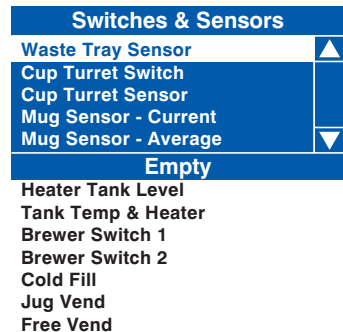 Switches & Sensors
Waste Tray Sensor
Cup Turret Switch
Cup Turret Sensor
Mug Sensor - Current
Mug Sensor - Average
Empty
Heater Tank Level
Tank Temp & Heater
Brewer Switch 1
Brewer Switch 2
Cold Fill
Jug Vend
Free Vend